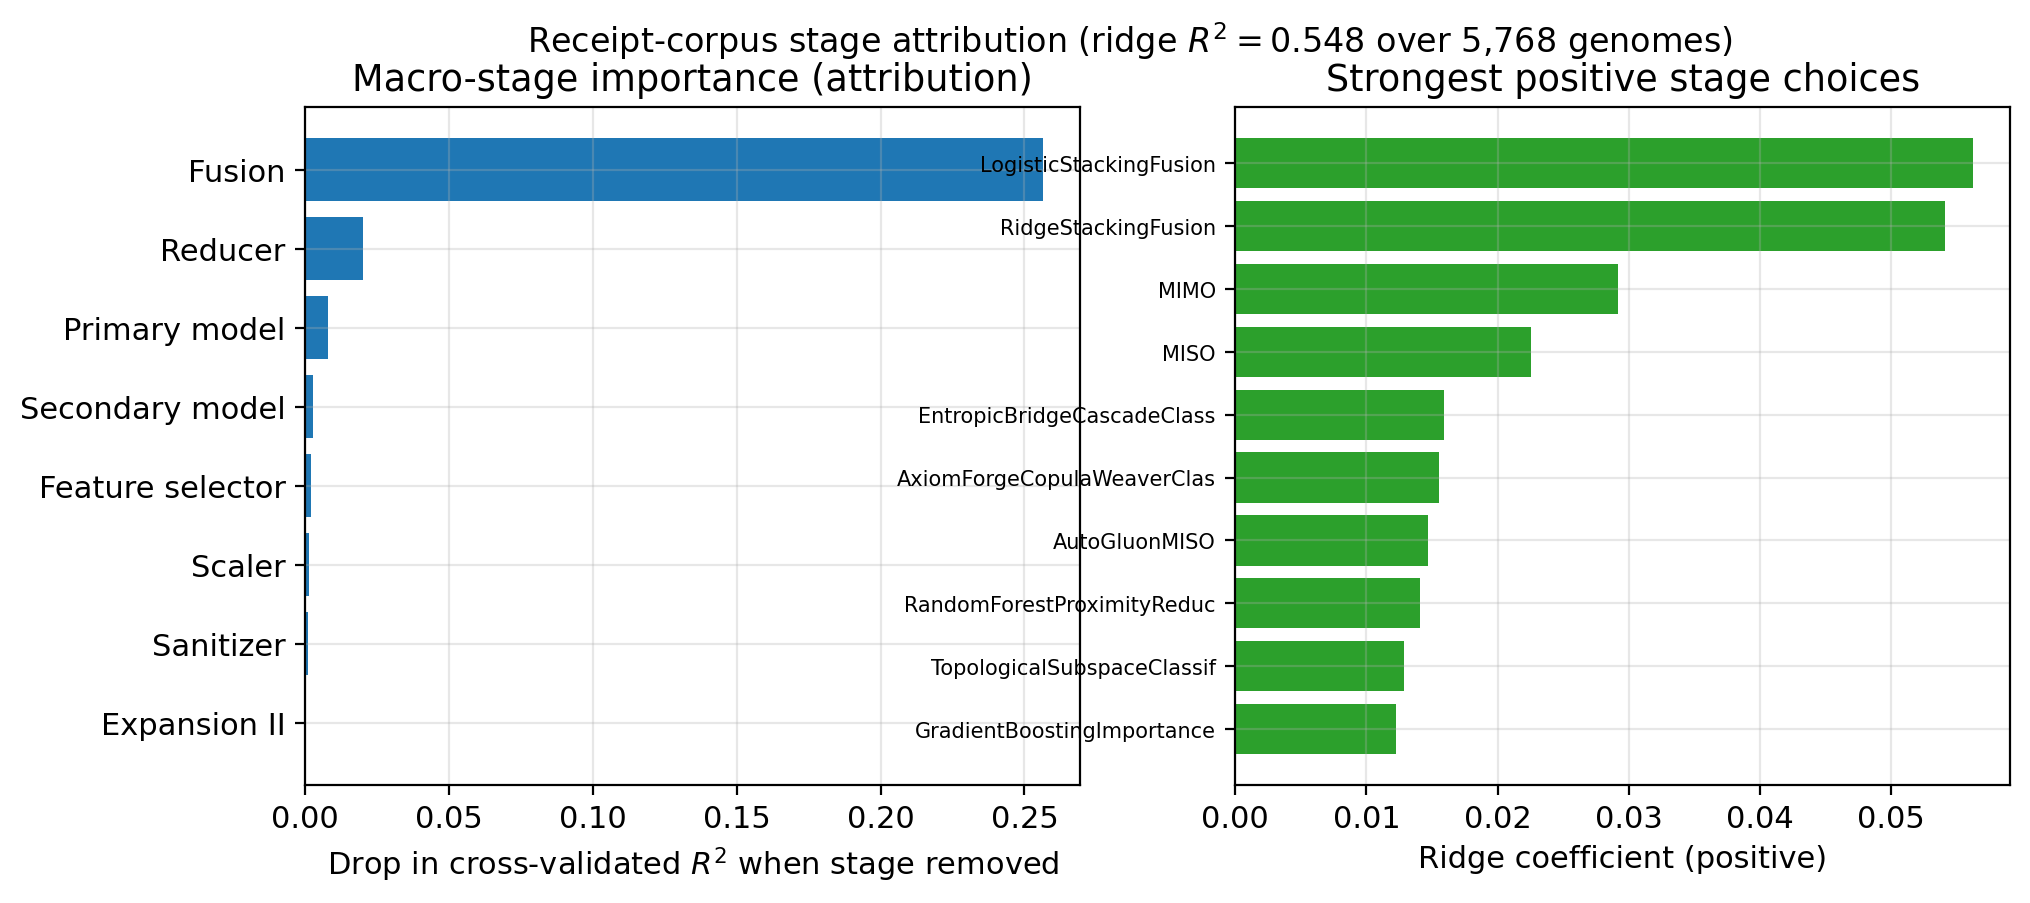 Receipt-corpus stage attribution (ridge R² = 0.548 over 5,768 genomes)
Macro-stage importance (attribution)
Fusion
Reducer
Primary model
Secondary model
Feature selector
Scaler
Sanitizer
Expansion II
0.00 0.05 0.10 0.15 0.20 0.25
Drop in cross-validated R² when stage removed
Strongest positive stage choices
LogisticStackingFusion
RidgeStackingFusion
MIMO
MISO
EntropicBridgeCascadeClass
AxiomForgeCopulaWeaverClas
AutoGluonMISO
RandomForestProximityReduc
TopologicalSubspaceClassif
GradientBoostingImportance
0.00 0.01 0.02 0.03 0.04 0.05
Ridge coefficient (positive)